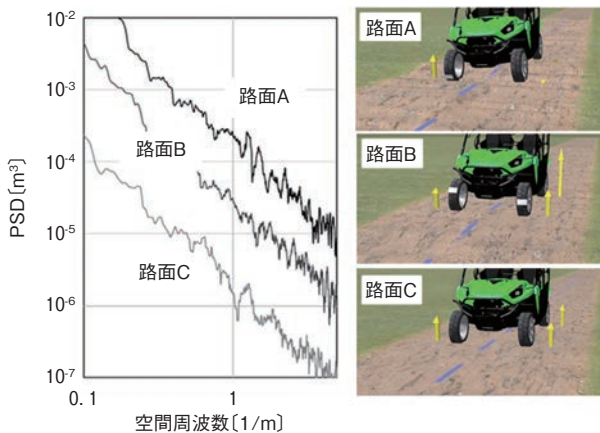 10-2
10-3
10-4
10-5
10-6
10-7
PSD〔m³〕
路面A
路面B
路面C
0.1
1
空間周波数〔1/m〕
路面A
路面B
路面C